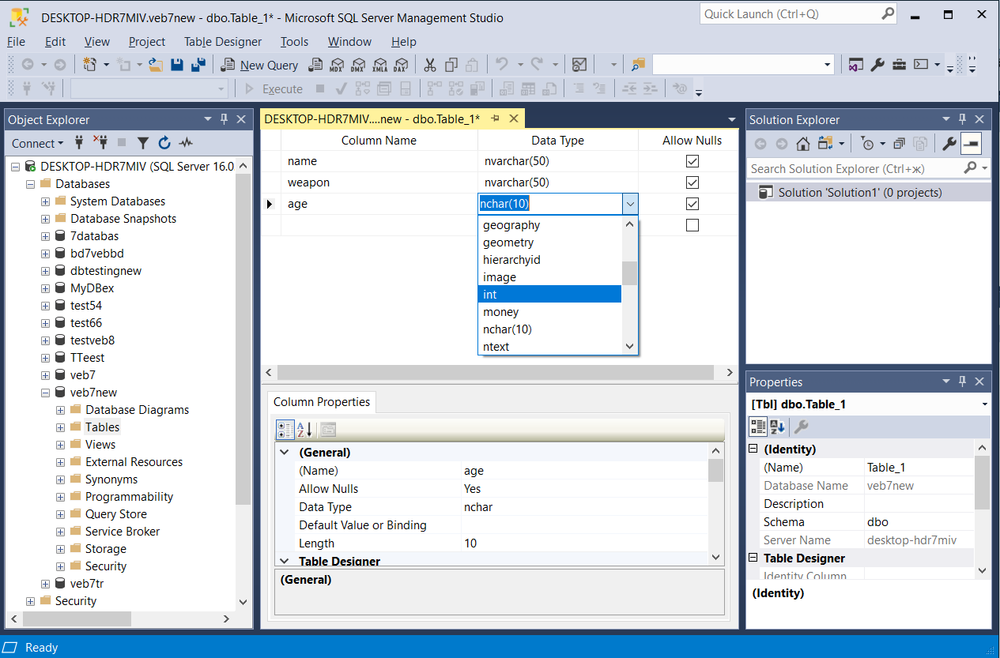 DESKTOP-HDR7MIV.veb7new - dbo.Table_1* - Microsoft SQL Server Management Studio
Quick Launch (Ctrl+Q)
File Edit View Project Table Designer Tools Window Help
New Query MDX DMX XMLA DAX
Execute
Object Explorer
Connect
DESKTOP-HDR7MIV (SQL Server 16.0
Databases
System Databases
Database Snapshots
7databas
bd7vebbd
dbtestingnew
MyDBex
test54
test66
testveb8
TTeest
veb7
veb7new
Database Diagrams
Tables
Views
External Resources
Synonyms
Programmability
Query Store
Service Broker
Storage
Security
veb7tr
Security
DESKTOP-HDR7MIV....new - dbo.Table_1*
Column Name Data Type Allow Nulls
name nvarchar(50)
weapon nvarchar(50)
age nchar(10)
geography
geometry
hierarchyid
image
int
money
nchar(10)
ntext
Column Properties
(General)
(Name) age
Allow Nulls Yes
Data Type nchar
Default Value or Binding
Length 10
Table Designer
(General)
Solution Explorer
Search Solution Explorer (Ctrl+ж)
Solution 'Solution1' (0 projects)
Properties
[Tbl] dbo.Table_1
(Identity)
(Name) Table_1
Database Name veb7new
Description
Schema dbo
Server Name desktop-hdr7miv
Table Designer
Identity Column
(Identity)
Ready